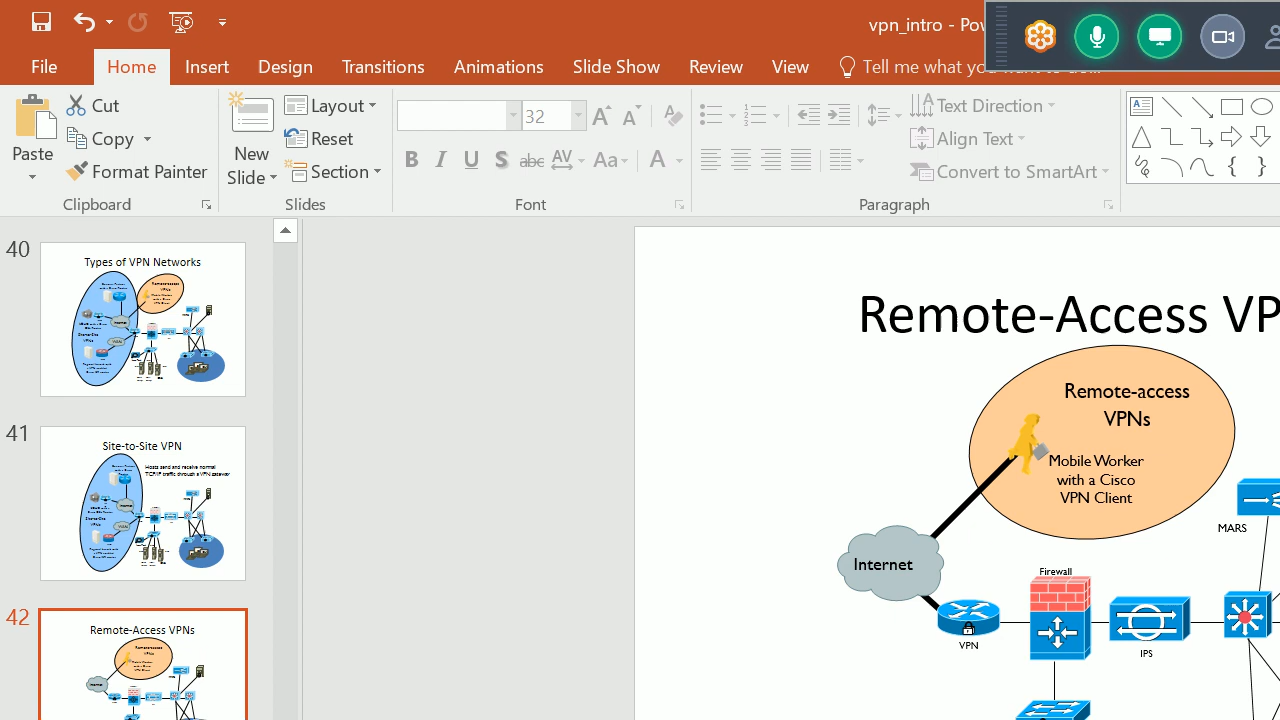 vpn_intro - Pow
File Home Insert Design Transitions Animations Slide Show Review View Tell me what you want to do...
Paste
Cut
Copy
Format Painter
Clipboard
New
Slide
Layout
Reset
Section
Slides
32
B I U S abc AV Aa A
Font
Text Direction
Align Text
Convert to SmartArt
Paragraph
40
Types of VPN Networks
41
Site-to-Site VPN
Hosts send and receive normal
TCP/IP traffic through a VPN gateway
42
Remote-Access VPNs
Remote-Access VP
Remote-access
VPNs
Mobile Worker
with a Cisco
VPN Client
MARS
Internet
Firewall
VPN
IPS